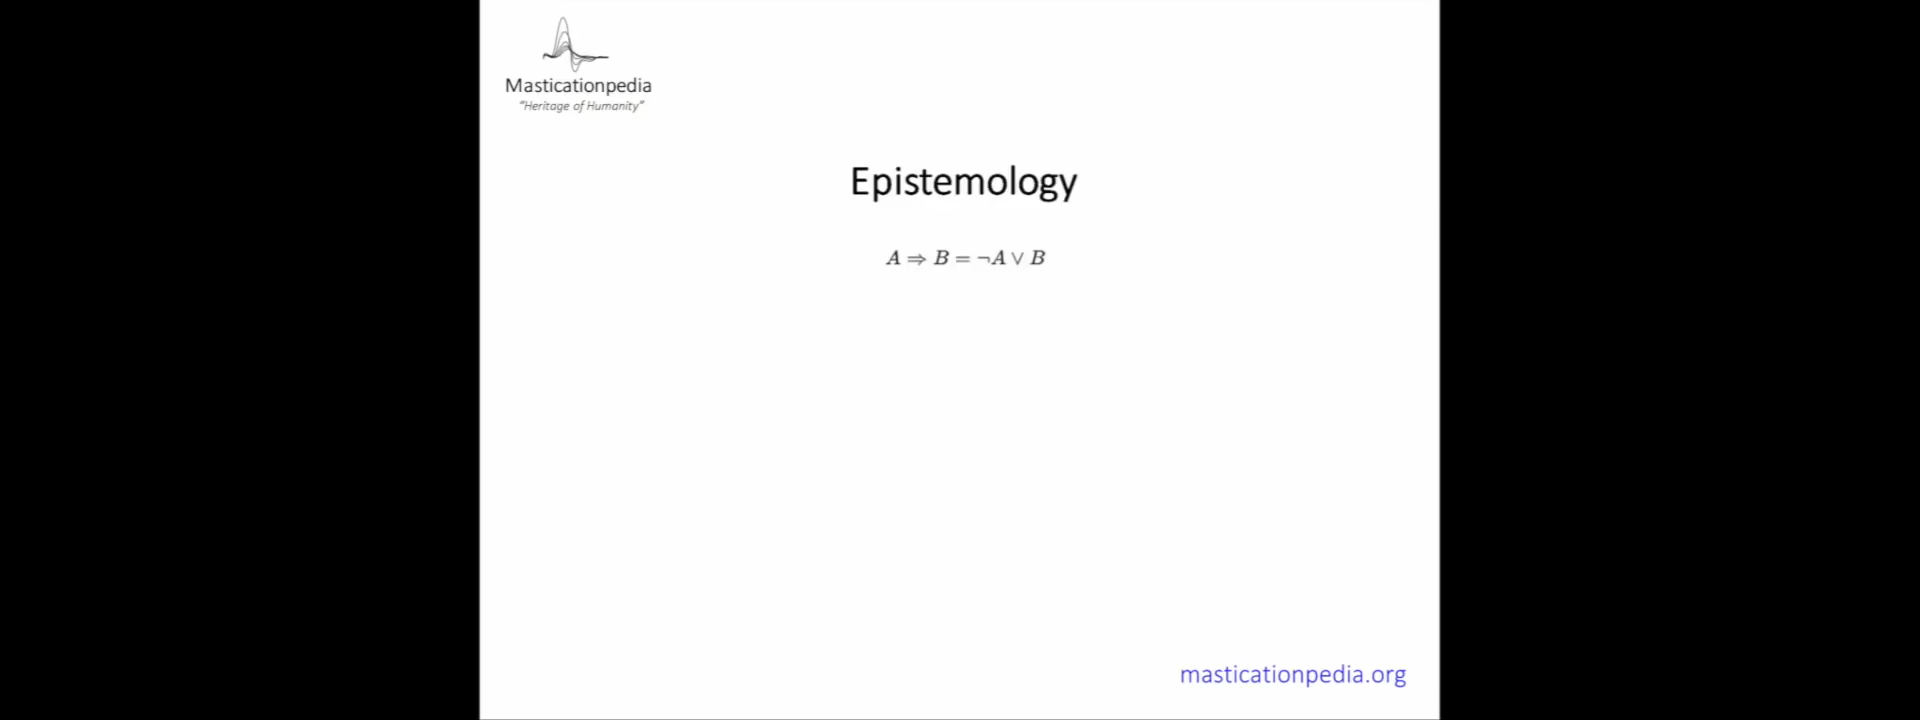 Masticationpedia
"Heritage of Humanity"
Epistemology
A ⇒ B = ¬A ∨ B
masticationpedia.org